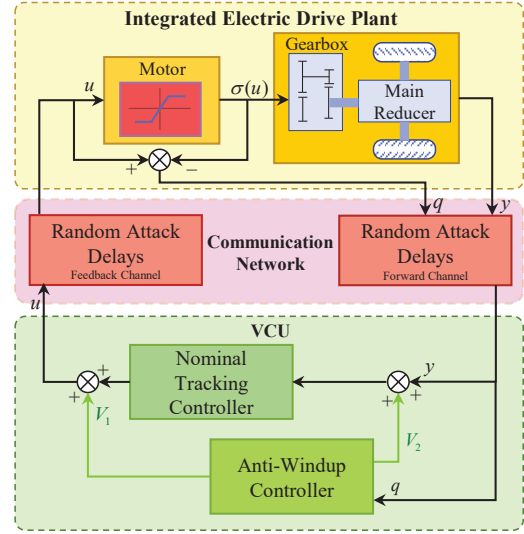 Integrated Electric Drive Plant
Gearbox
Motor
u
σ(u)
Main
Reducer
+
−
q
y
Random Attack
Delays
Feedback Channel
Communication
Network
Random Attack
Delays
Forward Channel
u
VCU
Nominal
Tracking
Controller
+
+
y
+
+
V1
V2
Anti-Windup
Controller
q